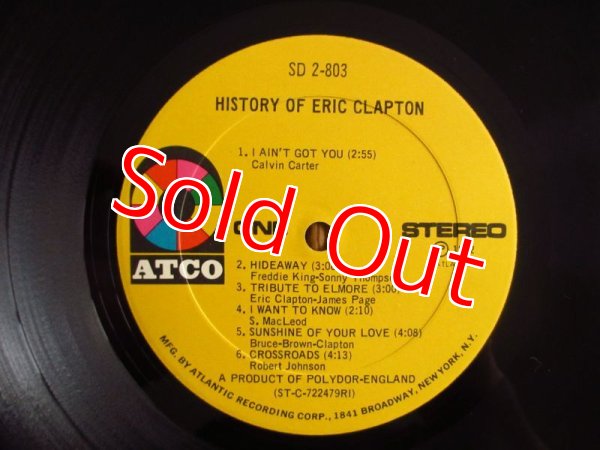 SD 2-803
HISTORY OF ERIC CLAPTON
1. I AIN'T GOT YOU (2:55)
Calvin Carter
Sold Out
ONE
STEREO
ATCO
2. HIDEAWAY
Freddie King-Sonny
3. TRIBUTE TO ELMORE
Eric Clapton-James Page
4. I WANT TO KNOW (2:10)
S. MacLeod
5. SUNSHINE OF YOUR LOVE (4:08)
Bruce-Brown-Clapton
6. CROSSROADS (4:13)
Robert Johnson
A PRODUCT OF POLYDOR-ENGLAND
(ST-C-722479RI)
MFG. BY ATLANTIC RECORDING CORP., 1841 BROADWAY, NEW YORK, N.Y.